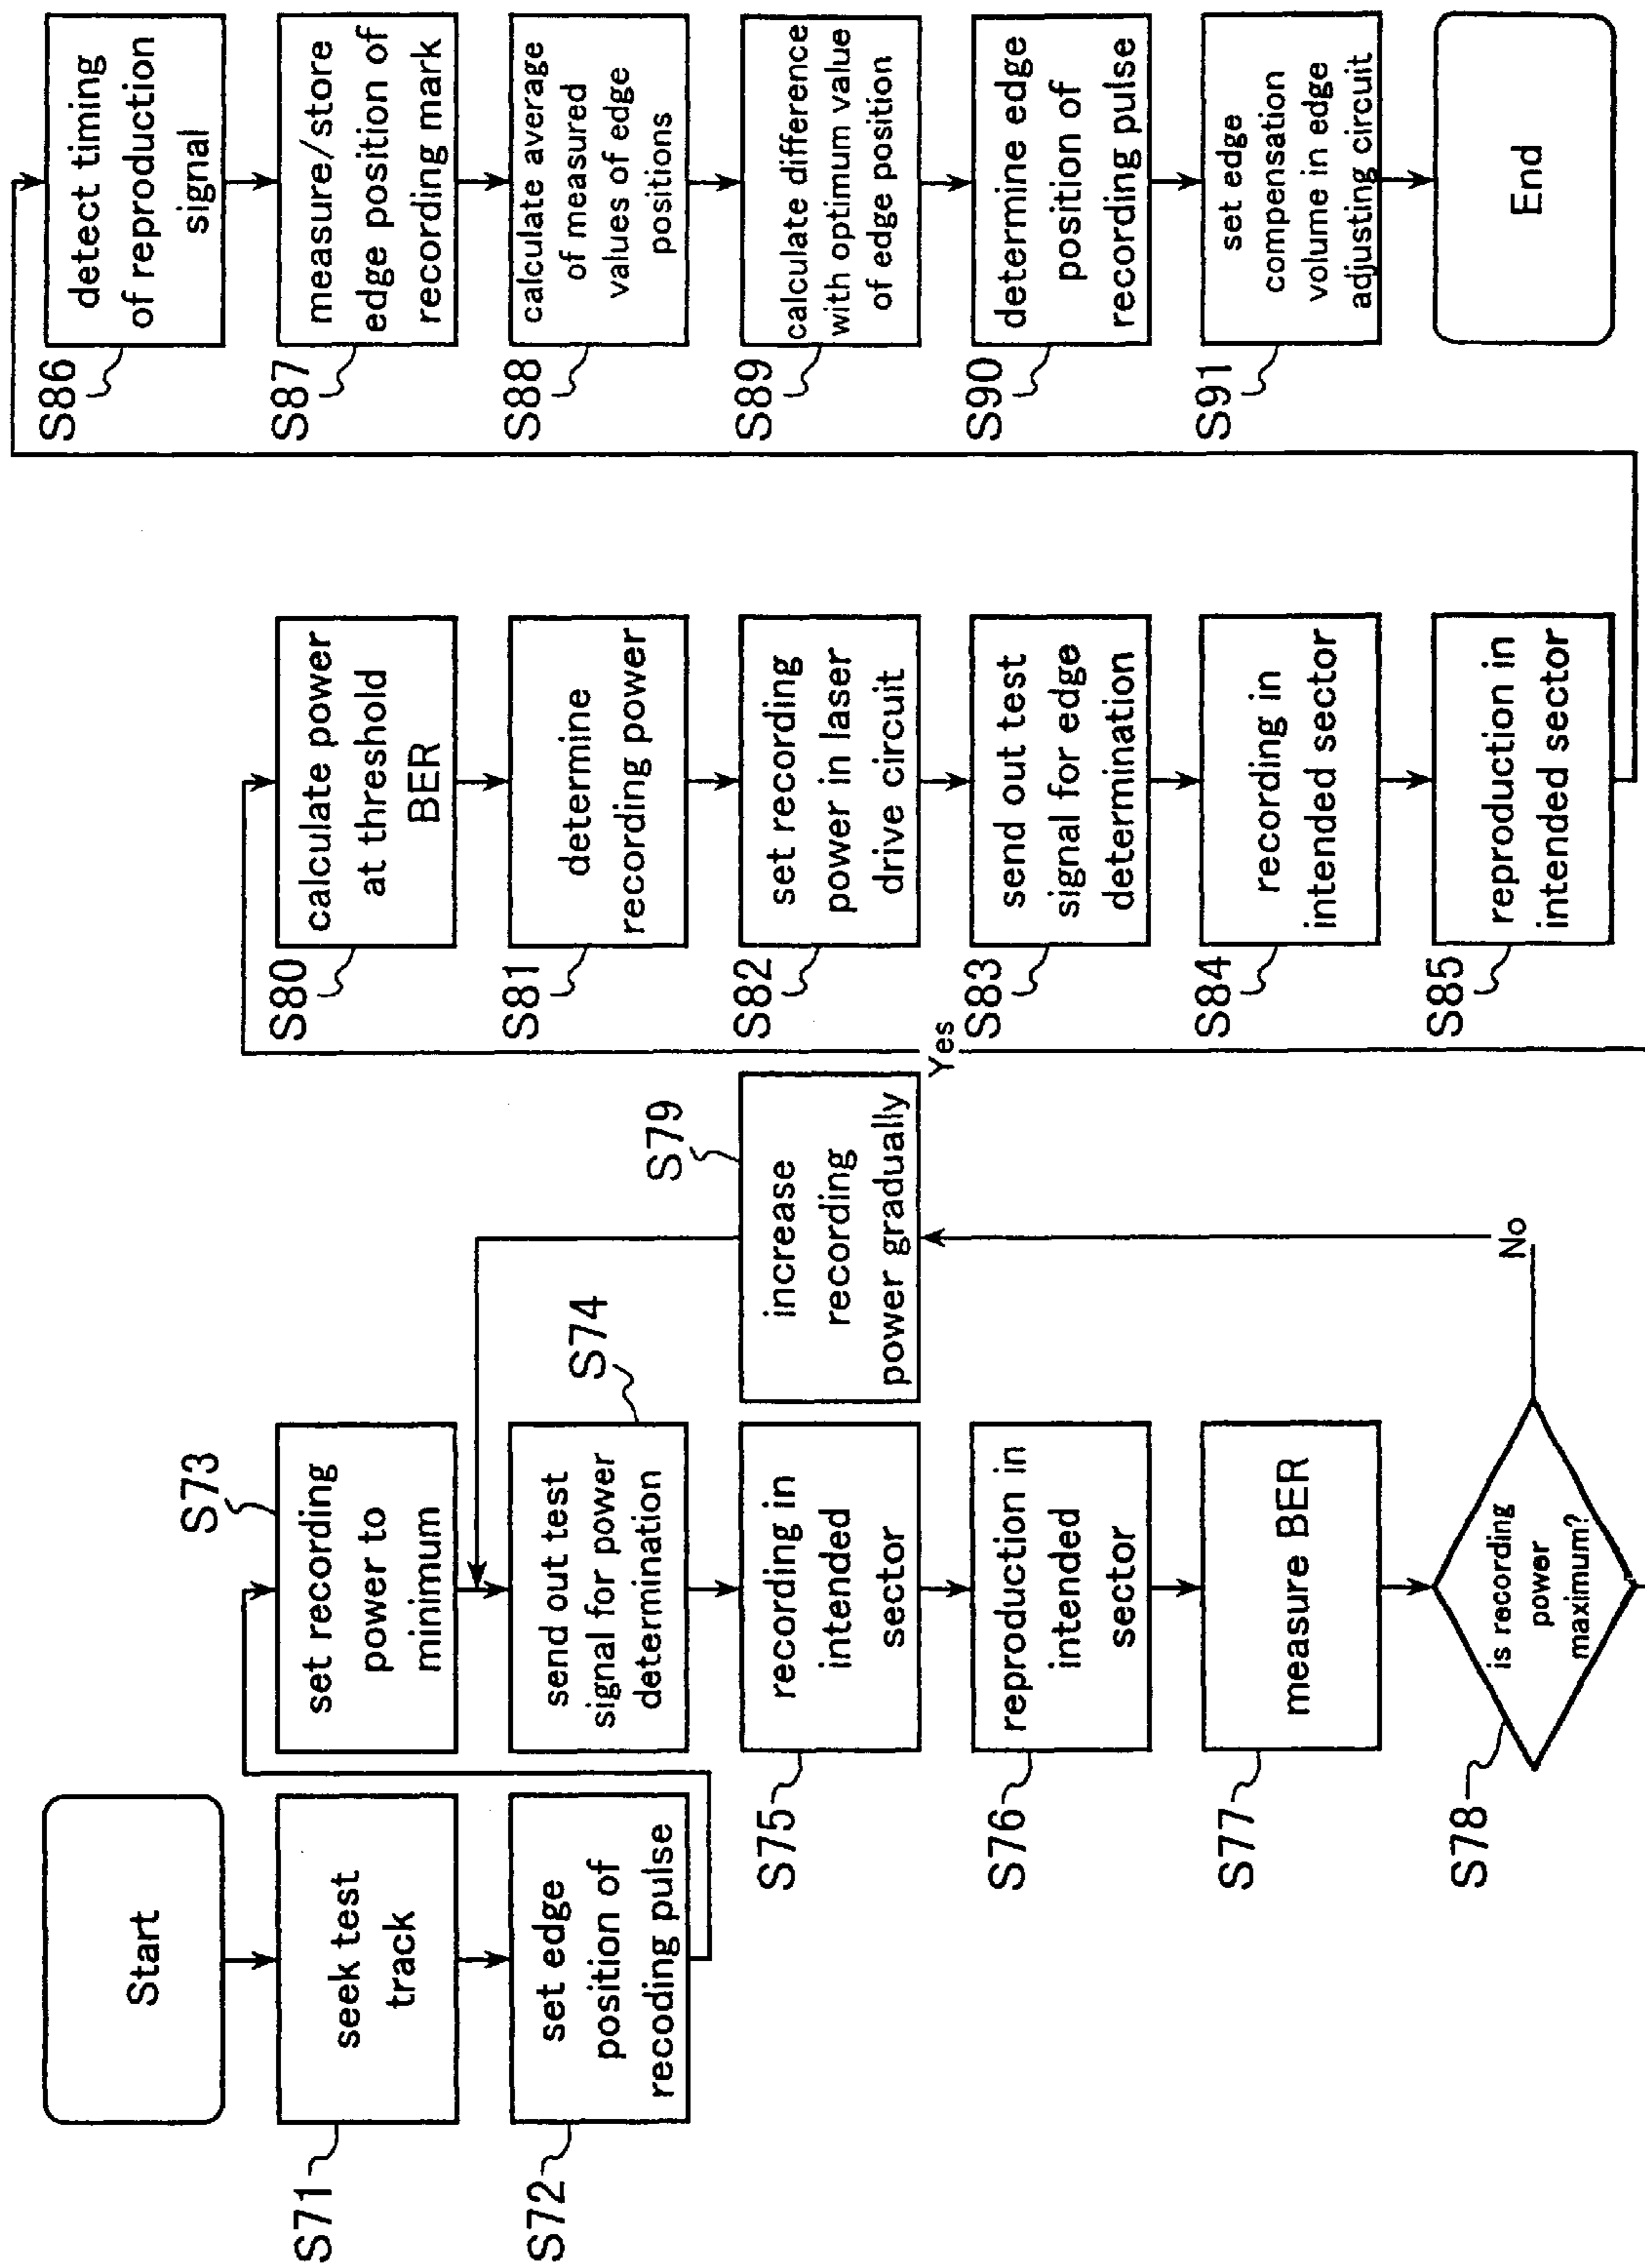 Start
S71
seek test
track
S72
set edge
position of
recoding pulse
S73
set recording
power to
minimum
S74
send out test
signal for power
determination
S75
recording in
intended
sector
S76
reproduction in
intended
sector
S77
measure BER
S78
is recording
power
maximum?
No
Yes
S79
increase
recording
power gradually
S80
calculate power
at threshold
BER
S81
determine
recording power
S82
set recording
power in laser
drive circuit
S83
send out test
signal for edge
determination
S84
recording in
intended sector
S85
reproduction in
intended sector
S86
detect timing
of reproduction
signal
S87
measure/store
edge position of
recording mark
S88
calculate average
of measured
values of edge
positions
S89
calculate difference
with optimum value
of edge position
S90
determine edge
position of
recording pulse
S91
set edge
compensation
volume in edge
adjusting circuit
End